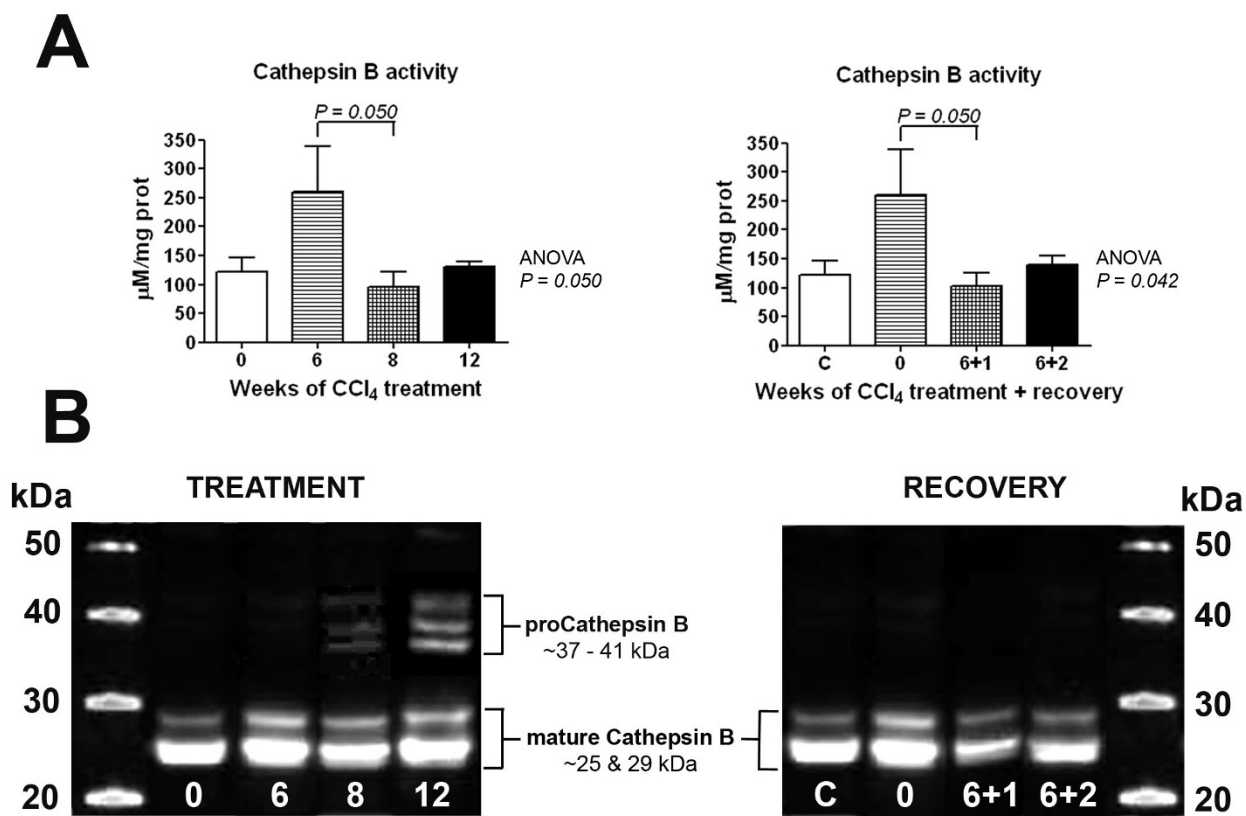 A
Cathepsin B activity
P = 0.050
350
300
250
200
150
100
50
0
μM/mg prot
0 6 8 12
Weeks of CCl₄ treatment
ANOVA
P = 0.050
Cathepsin B activity
P = 0.050
350
300
250
200
150
100
50
0
μM/mg prot
C 0 6+1 6+2
Weeks of CCl₄ treatment + recovery
ANOVA
P = 0.042
B
kDa
TREATMENT
50
40
30
20
0 6 8 12
proCathepsin B
~37 - 41 kDa
mature Cathepsin B
~25 & 29 kDa
RECOVERY
kDa
50
40
30
20
C 0 6+1 6+2